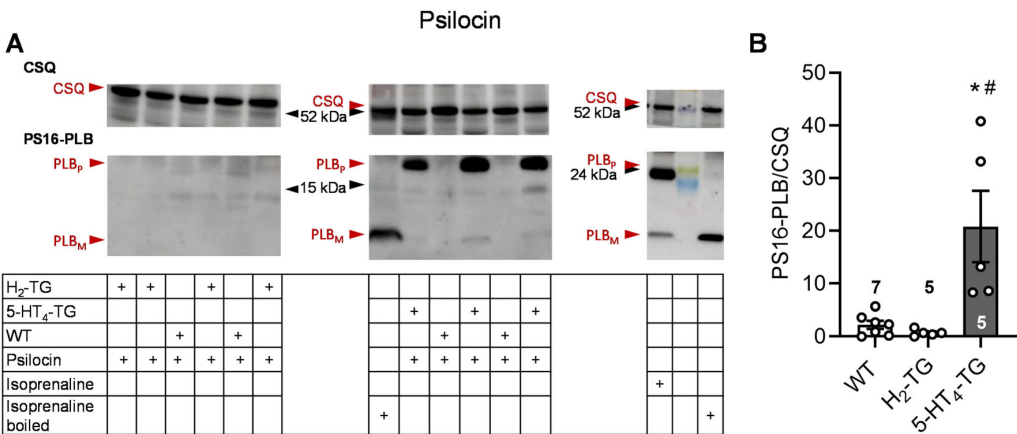 Psilocin
A
CSQ
CSQ
52 kDa
PS16-PLB
PLBP
15 kDa
PLBM
CSQ
PLBP
PLBM
CSQ
52 kDa
PLBP
24 kDa
PLBM
H2-TG + + + +
5-HT4-TG + + +
WT + + + +
Psilocin + + + + + + + + + + +
Isoprenaline +
Isoprenaline
boiled + +
B
PS16-PLB/CSQ
50
40
30
20
10
0
7
5
5
* #
WT
H2-TG
5-HT4-TG